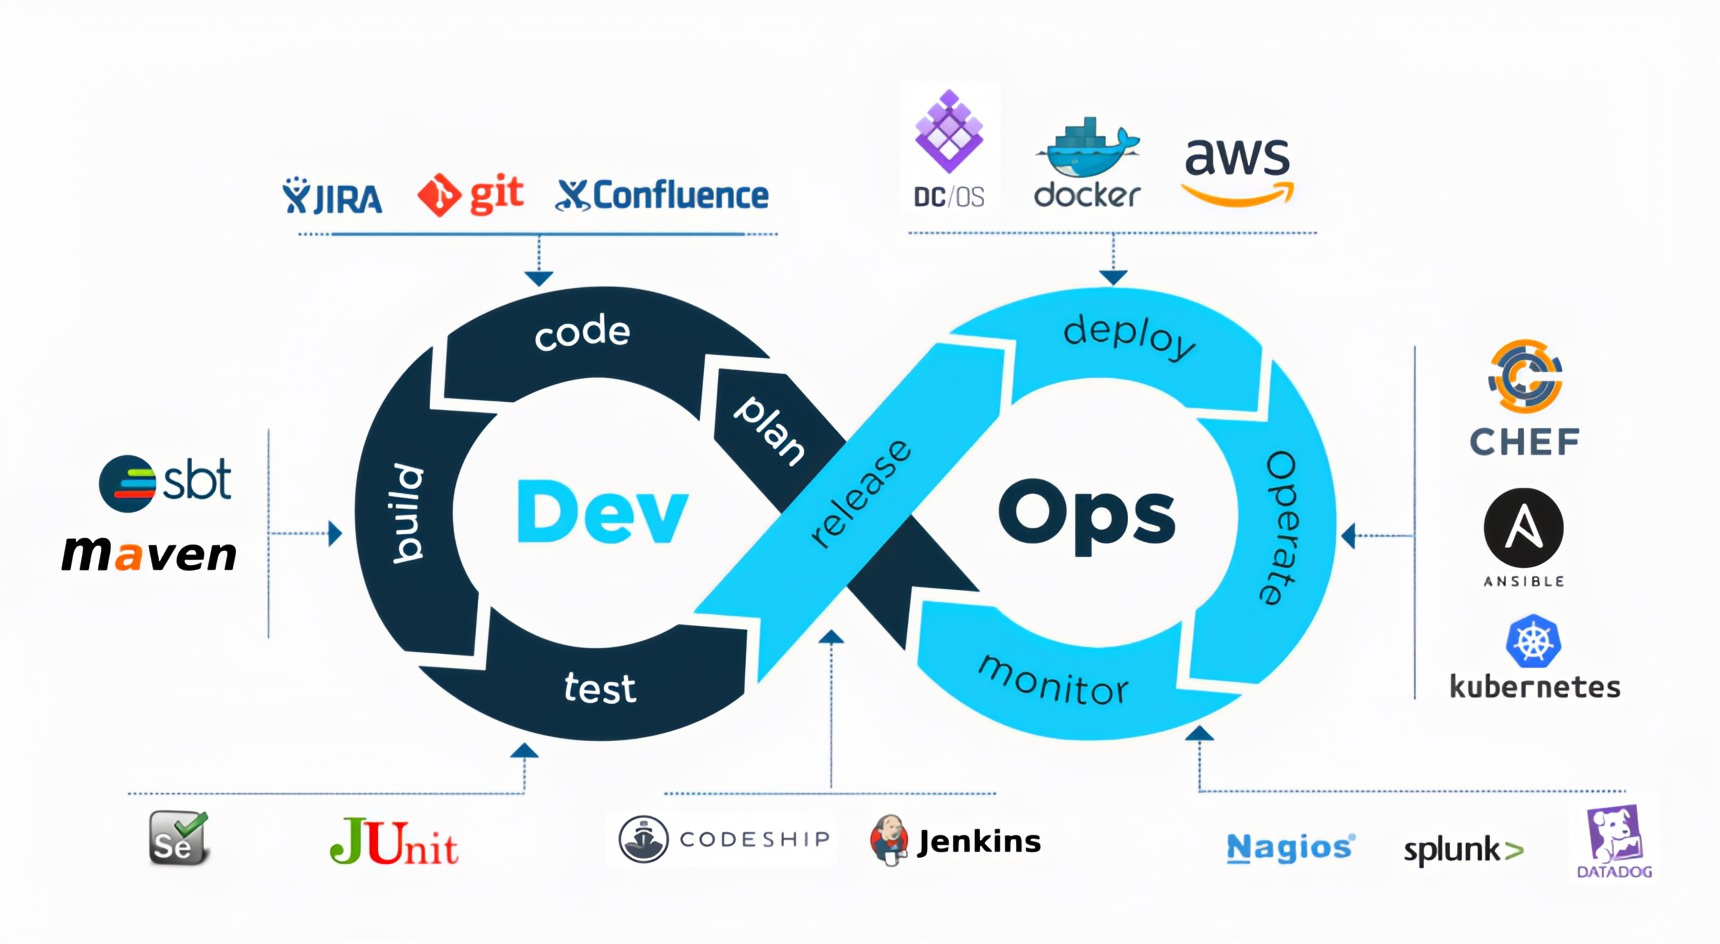 DC/OS
docker
aws
JIRA
git
Confluence
code
deploy
plan
release
build
Dev
Ops
Operate
test
monitor
sbt
maven
CHEF
ANSIBLE
kubernetes
Se
JUnit
CODESHIP
Jenkins
Nagios®
splunk>
DATADOG